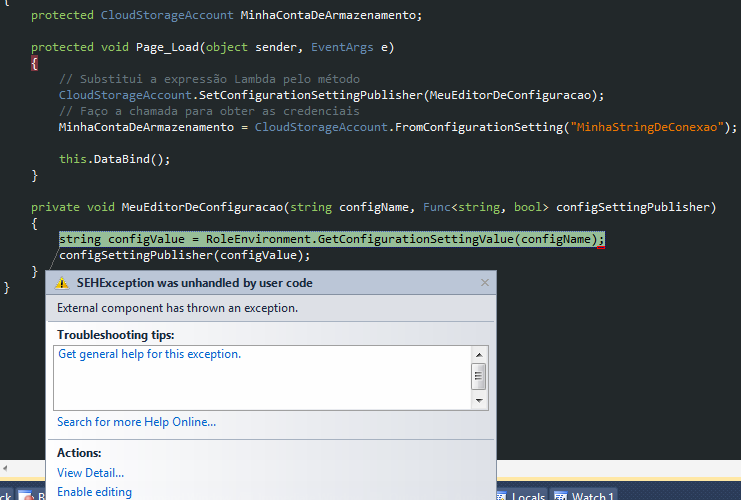 {
protected CloudStorageAccount MinhaContaDeArmazenamento;
protected void Page_Load(object sender, EventArgs e)
{
// Substitui a expressão Lambda pelo método
CloudStorageAccount.SetConfigurationSettingPublisher(MeuEditorDeConfiguracao);
// Faço a chamada para obter as credenciais
MinhaContaDeArmazenamento = CloudStorageAccount.FromConfigurationSetting("MinhaStringDeConexao");
this.DataBind();
}
private void MeuEditorDeConfiguracao(string configName, Func<string, bool> configSettingPublisher)
{
string configValue = RoleEnvironment.GetConfigurationSettingValue(configName);
configSettingPublisher(configValue);
}
}
SEHException was unhandled by user code
External component has thrown an exception.
Troubleshooting tips:
Get general help for this exception.
Search for more Help Online...
Actions:
View Detail...
Enable editing
Locals Watch 1